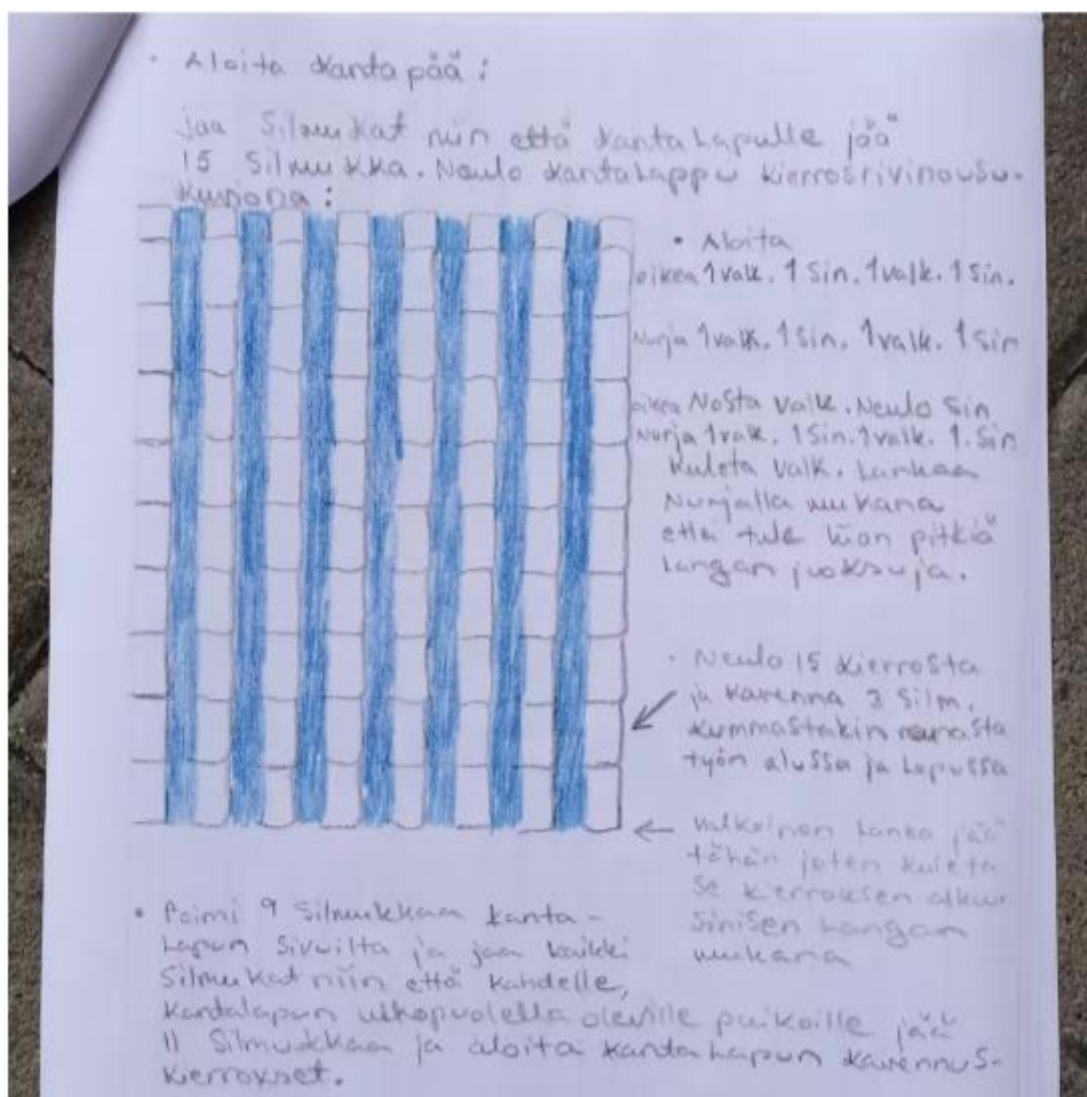 • Aloita kantapää:
Jaa Silmukat niin että kantalapulle jää
15 Silmukka. Neulo kantalappu kierrosrivinousu-
kuviona:
• Aloita
oikea 1 valk. 1 Sin. 1 valk. 1 Sin.
Nurja 1 valk. 1 Sin. 1 valk. 1 Sin
oikea Nosta valk. Neulo Sin
Nurja 1 valk. 1 Sin. 1 valk. 1. Sin
Kuleta valk. Lankaa
Nurjalla mukana
että tule liian pitkiä
langan juoksuja.
• Neulo 15 kierrosta
ja kavenna 3 Silm.
kummastakin reunasta
työn alussa ja lopussa
← Valkoinen Lanka jää
tähän joten kuleta
se kierroksen alkuu
Sinisen Langan
mukana
• Poimi 9 Silmukkaa kanta-
lapun Sivuilta ja jaa kaikki
Silmukat niin että kahdelle,
kantalapun ulkopuolella oleville puikoille jää
11 Silmukkaa ja aloita kantalapun kavennus-
kierrokset.